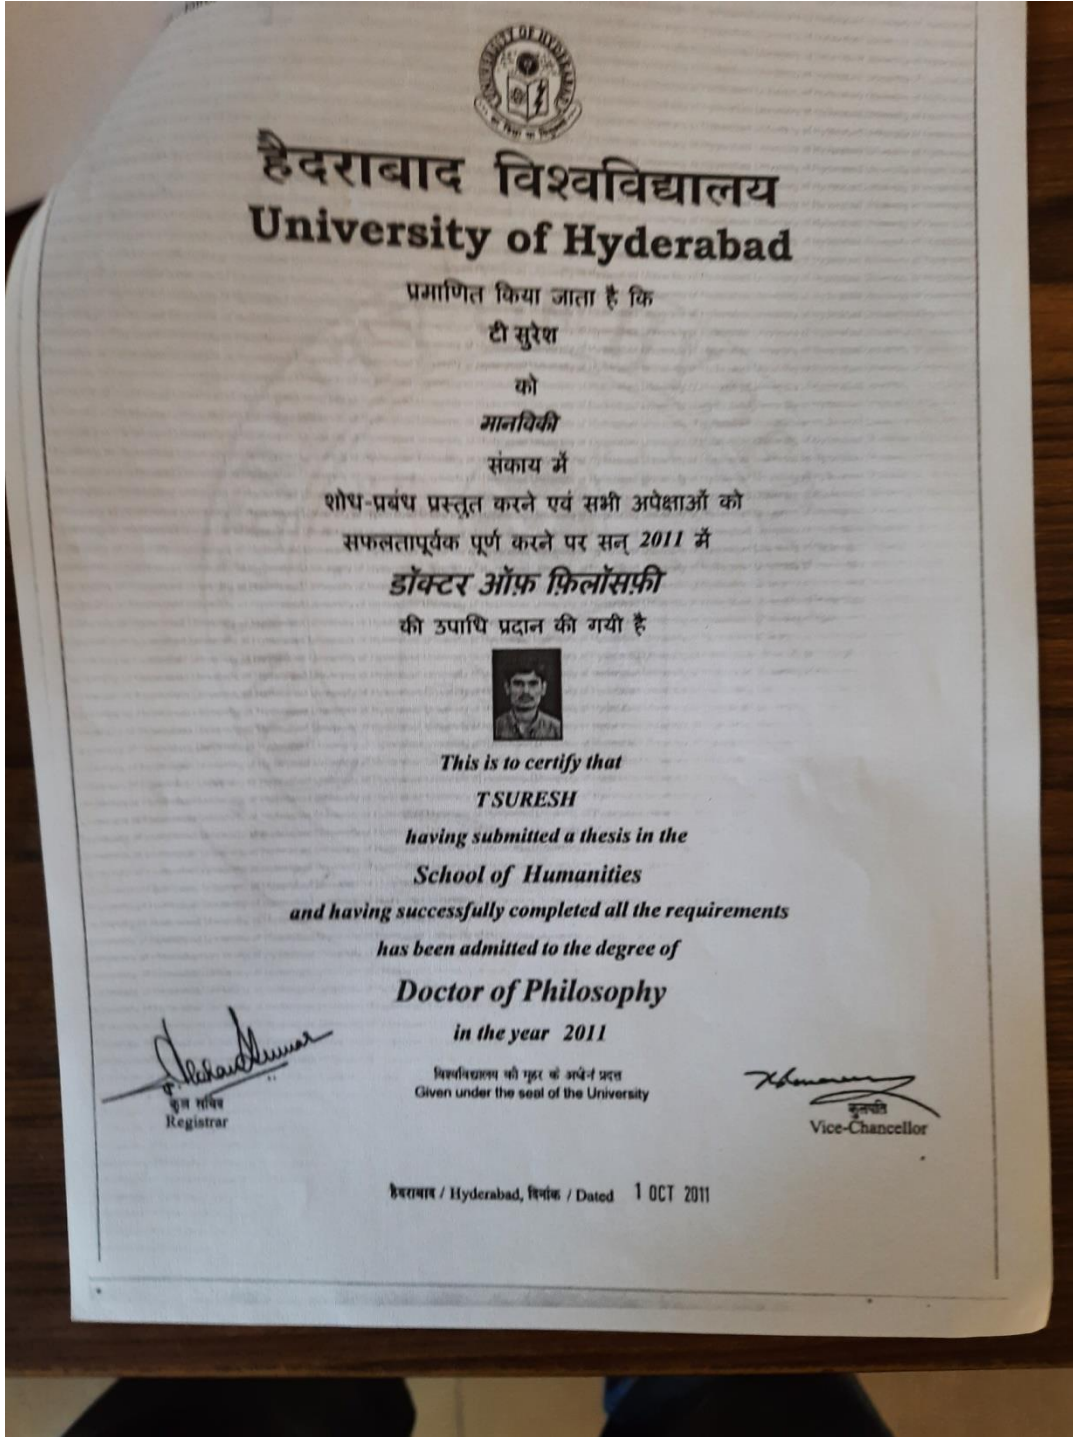 UNIVERSITY OF HYDERABAD
हैदराबाद विश्वविद्यालय
University of Hyderabad
प्रमाणित किया जाता है कि
टी सुरेश
को
मानविकी
संकाय में
शोध-प्रबंध प्रस्तुत करने एवं सभी अपेक्षाओं को
सफलतापूर्वक पूर्ण करने पर सन् 2011 में
डॉक्टर ऑफ़ फ़िलॉसफ़ी
की उपाधि प्रदान की गयी है
This is to certify that
T SURESH
having submitted a thesis in the
School of Humanities
and having successfully completed all the requirements
has been admitted to the degree of
Doctor of Philosophy
in the year 2011
विश्वविद्यालय की मुहर के अधीन प्रदत्त
Given under the seal of the University
कुल सचिव
Registrar
कुलपति
Vice-Chancellor
हैदराबाद / Hyderabad, दिनांक / Dated 1 OCT 2011